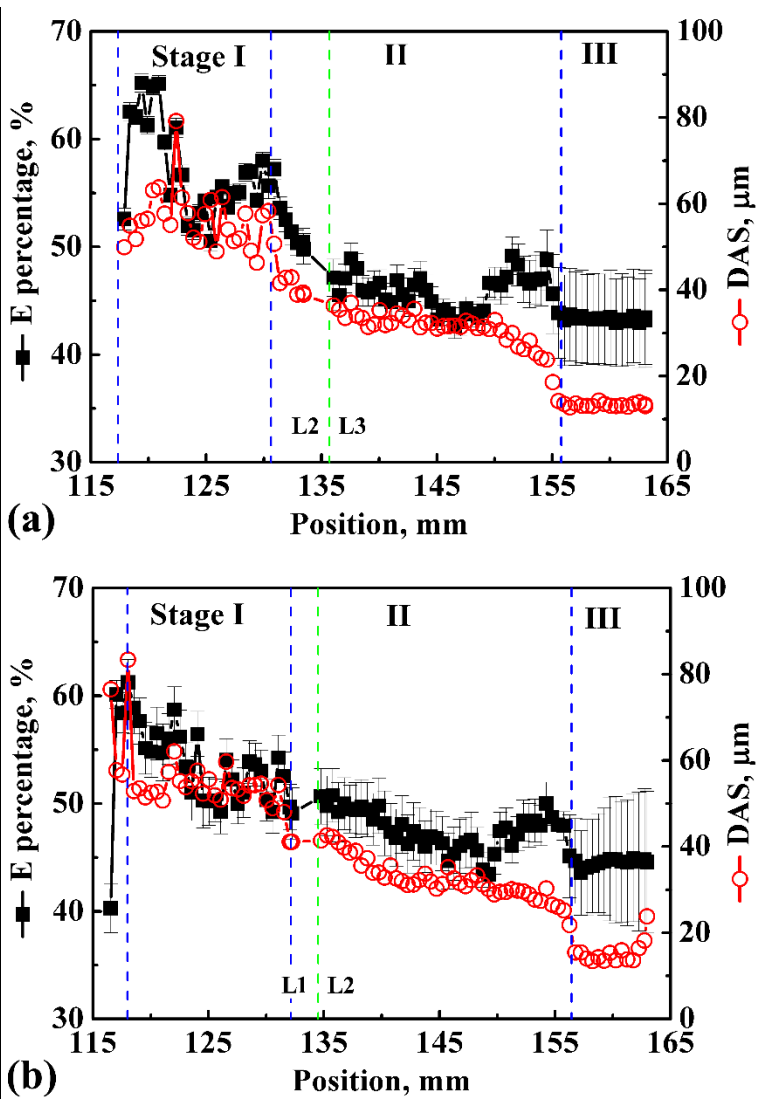 70
100
Stage I
II
III
60
80
50
60
40
40
20
L2
L3
30
0
115
125
135
145
155
165
E percentage, %
DAS, μm
Position, mm
(a)
70
100
Stage I
II
III
60
80
50
60
40
40
20
L1
L2
30
0
115
125
135
145
155
165
E percentage, %
DAS, μm
Position, mm
(b)